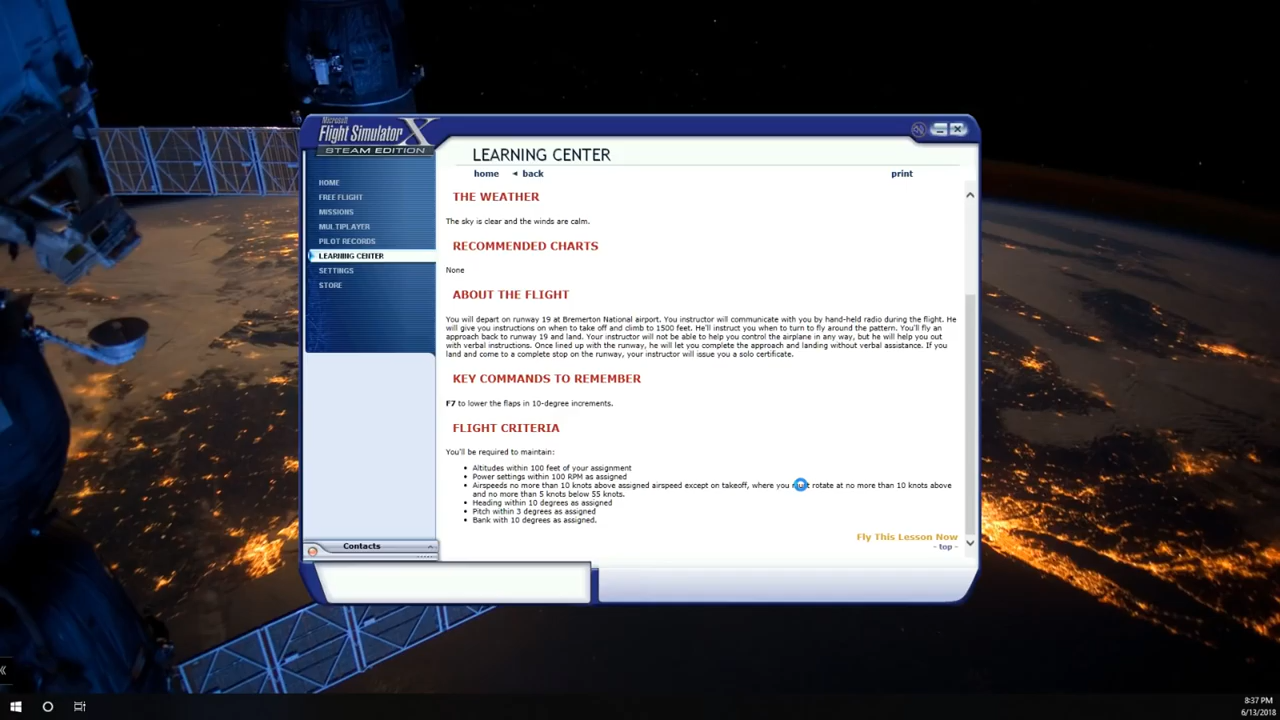 Microsoft
Flight Simulator X
STEAM EDITION
LEARNING CENTER
home ◄ back print
HOME
FREE FLIGHT
MISSIONS
MULTIPLAYER
PILOT RECORDS
LEARNING CENTER
SETTINGS
STORE
THE WEATHER
The sky is clear and the winds are calm.
RECOMMENDED CHARTS
None
ABOUT THE FLIGHT
You will depart on runway 19 at Bremerton National airport. You instructor will communicate with you by hand-held radio during the flight. He
will give you instructions on when to take off and climb to 1500 feet. He'll instruct you when to turn to fly around the pattern. You'll fly an
approach back to runway 19 and land. Your instructor will not be able to help you control the airplane in any way, but he will help you out
with verbal instructions. Once lined up with the runway, he will let you complete the approach and landing without verbal assistance. If you
land and come to a complete stop on the runway, your instructor will issue you a solo certificate.
KEY COMMANDS TO REMEMBER
F7 to lower the flaps in 10-degree increments.
FLIGHT CRITERIA
You'll be required to maintain:
• Altitudes within 100 feet of your assignment
• Power settings within 100 RPM as assigned
• Airspeeds no more than 10 knots above assigned airspeed except on takeoff, where you must rotate at no more than 10 knots above
and no more than 5 knots below 55 knots.
• Heading within 10 degrees as assigned
• Pitch within 3 degrees as assigned
• Bank with 10 degrees as assigned.
Fly This Lesson Now
- top -
Contacts
8:37 PM
6/13/2018